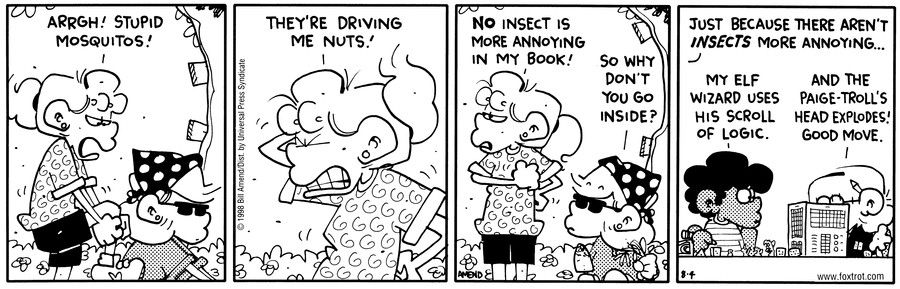 ARRGH! STUPID
MOSQUITOS!
© 1998 Bill Amend/Dist. by Universal Press Syndicate
THEY'RE DRIVING
ME NUTS!
NO INSECT IS
MORE ANNOYING
IN MY BOOK!
SO WHY
DON'T
YOU GO
INSIDE?
AMEND
JUST BECAUSE THERE AREN'T
INSECTS MORE ANNOYING...
MY ELF
WIZARD USES
HIS SCROLL
OF LOGIC.
AND THE
PAIGE-TROLL'S
HEAD EXPLODES!
GOOD MOVE.
8-4
www.foxtrot.com